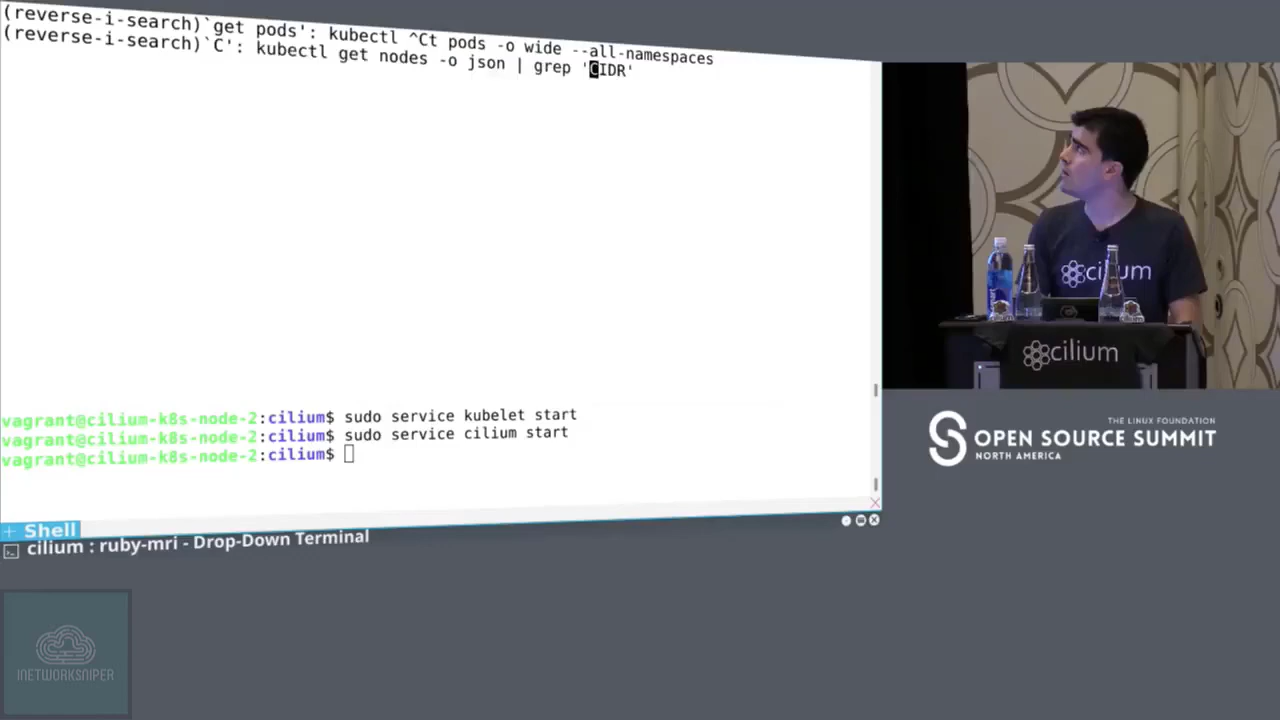 (reverse-i-search)`get pods': kubectl ^Ct pods -o wide --all-namespaces
(reverse-i-search)`C': kubectl get nodes -o json | grep 'CIDR'
vagrant@cilium-k8s-node-2:cilium$ sudo service kubelet start
vagrant@cilium-k8s-node-2:cilium$ sudo service cilium start
vagrant@cilium-k8s-node-2:cilium$
Shell
cilium : ruby-mri - Drop-Down Terminal
cilium
cilium
smart
THE LINUX FOUNDATION
OPEN SOURCE SUMMIT
NORTH AMERICA
INETWORKSNIPER